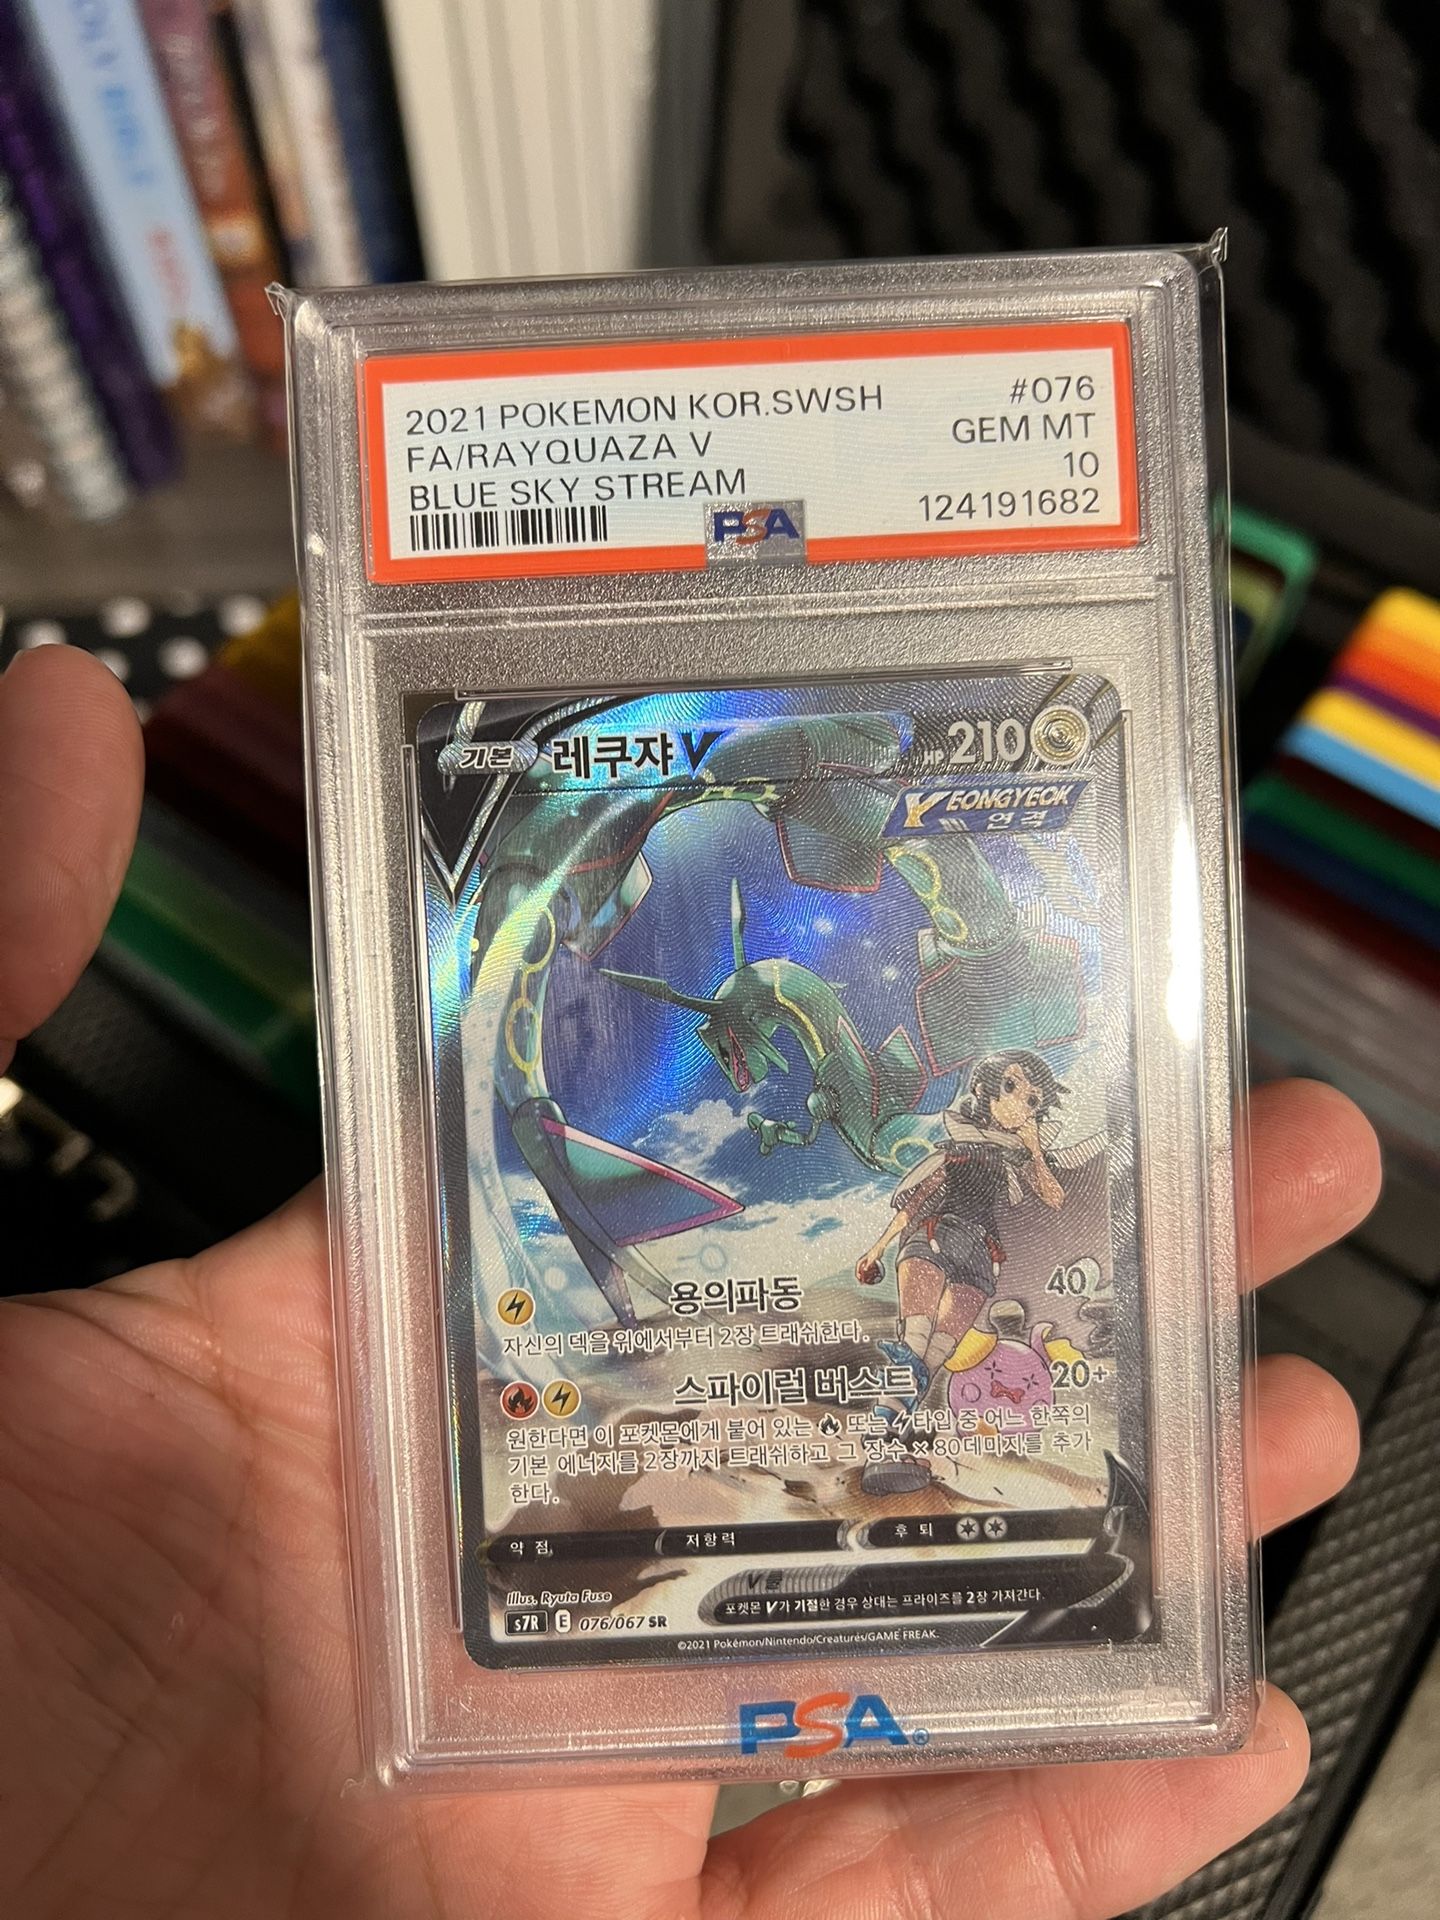 2021 POKEMON KOR.SWSH #076
FA/RAYQUAZA V GEM MT
BLUE SKY STREAM 10
124191682
PSA
기본 레쿠쟈V HP 210
YEONGYEOK
연격
용의파동 40
자신의 덱을 위에서부터 2장 트래쉬한다.
스파이럴 버스트 20+
원한다면 이 포켓몬에게 붙어 있는 또는 타입 중 어느 한쪽의
기본 에너지를 2장까지 트래쉬하고 그 장수 × 80데미지를 추가
한다.
약점 저항력 후퇴
V룰
포켓몬 V가 기절한 경우 상대는 프라이즈를 2장 가져간다.
Illus. Ryuta Fuse
s7R E 076/067 SR
©2021 Pokémon/Nintendo/Creatures/GAME FREAK.
PSA®